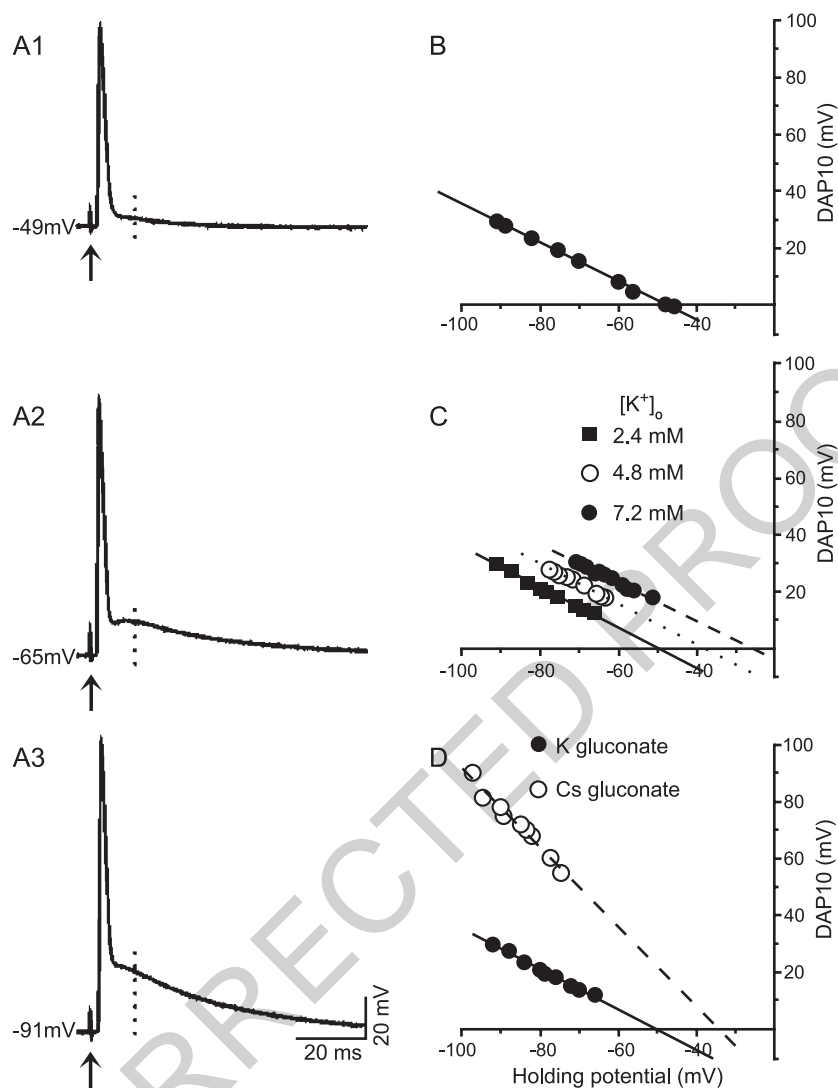 A1
-49mV
A2
-65mV
A3
-91mV
20 mV
20 ms
B
100
80
60
40
20
DAP10 (mV)
-100 -80 -60 -40
C
[K+]o
2.4 mM
4.8 mM
7.2 mM
100
80
60
40
20
DAP10 (mV)
-100 -80 -60 -40
D
K gluconate
Cs gluconate
100
80
60
40
20
DAP10 (mV)
-100 -80 -60 -40
Holding potential (mV)
RRECTED PROO